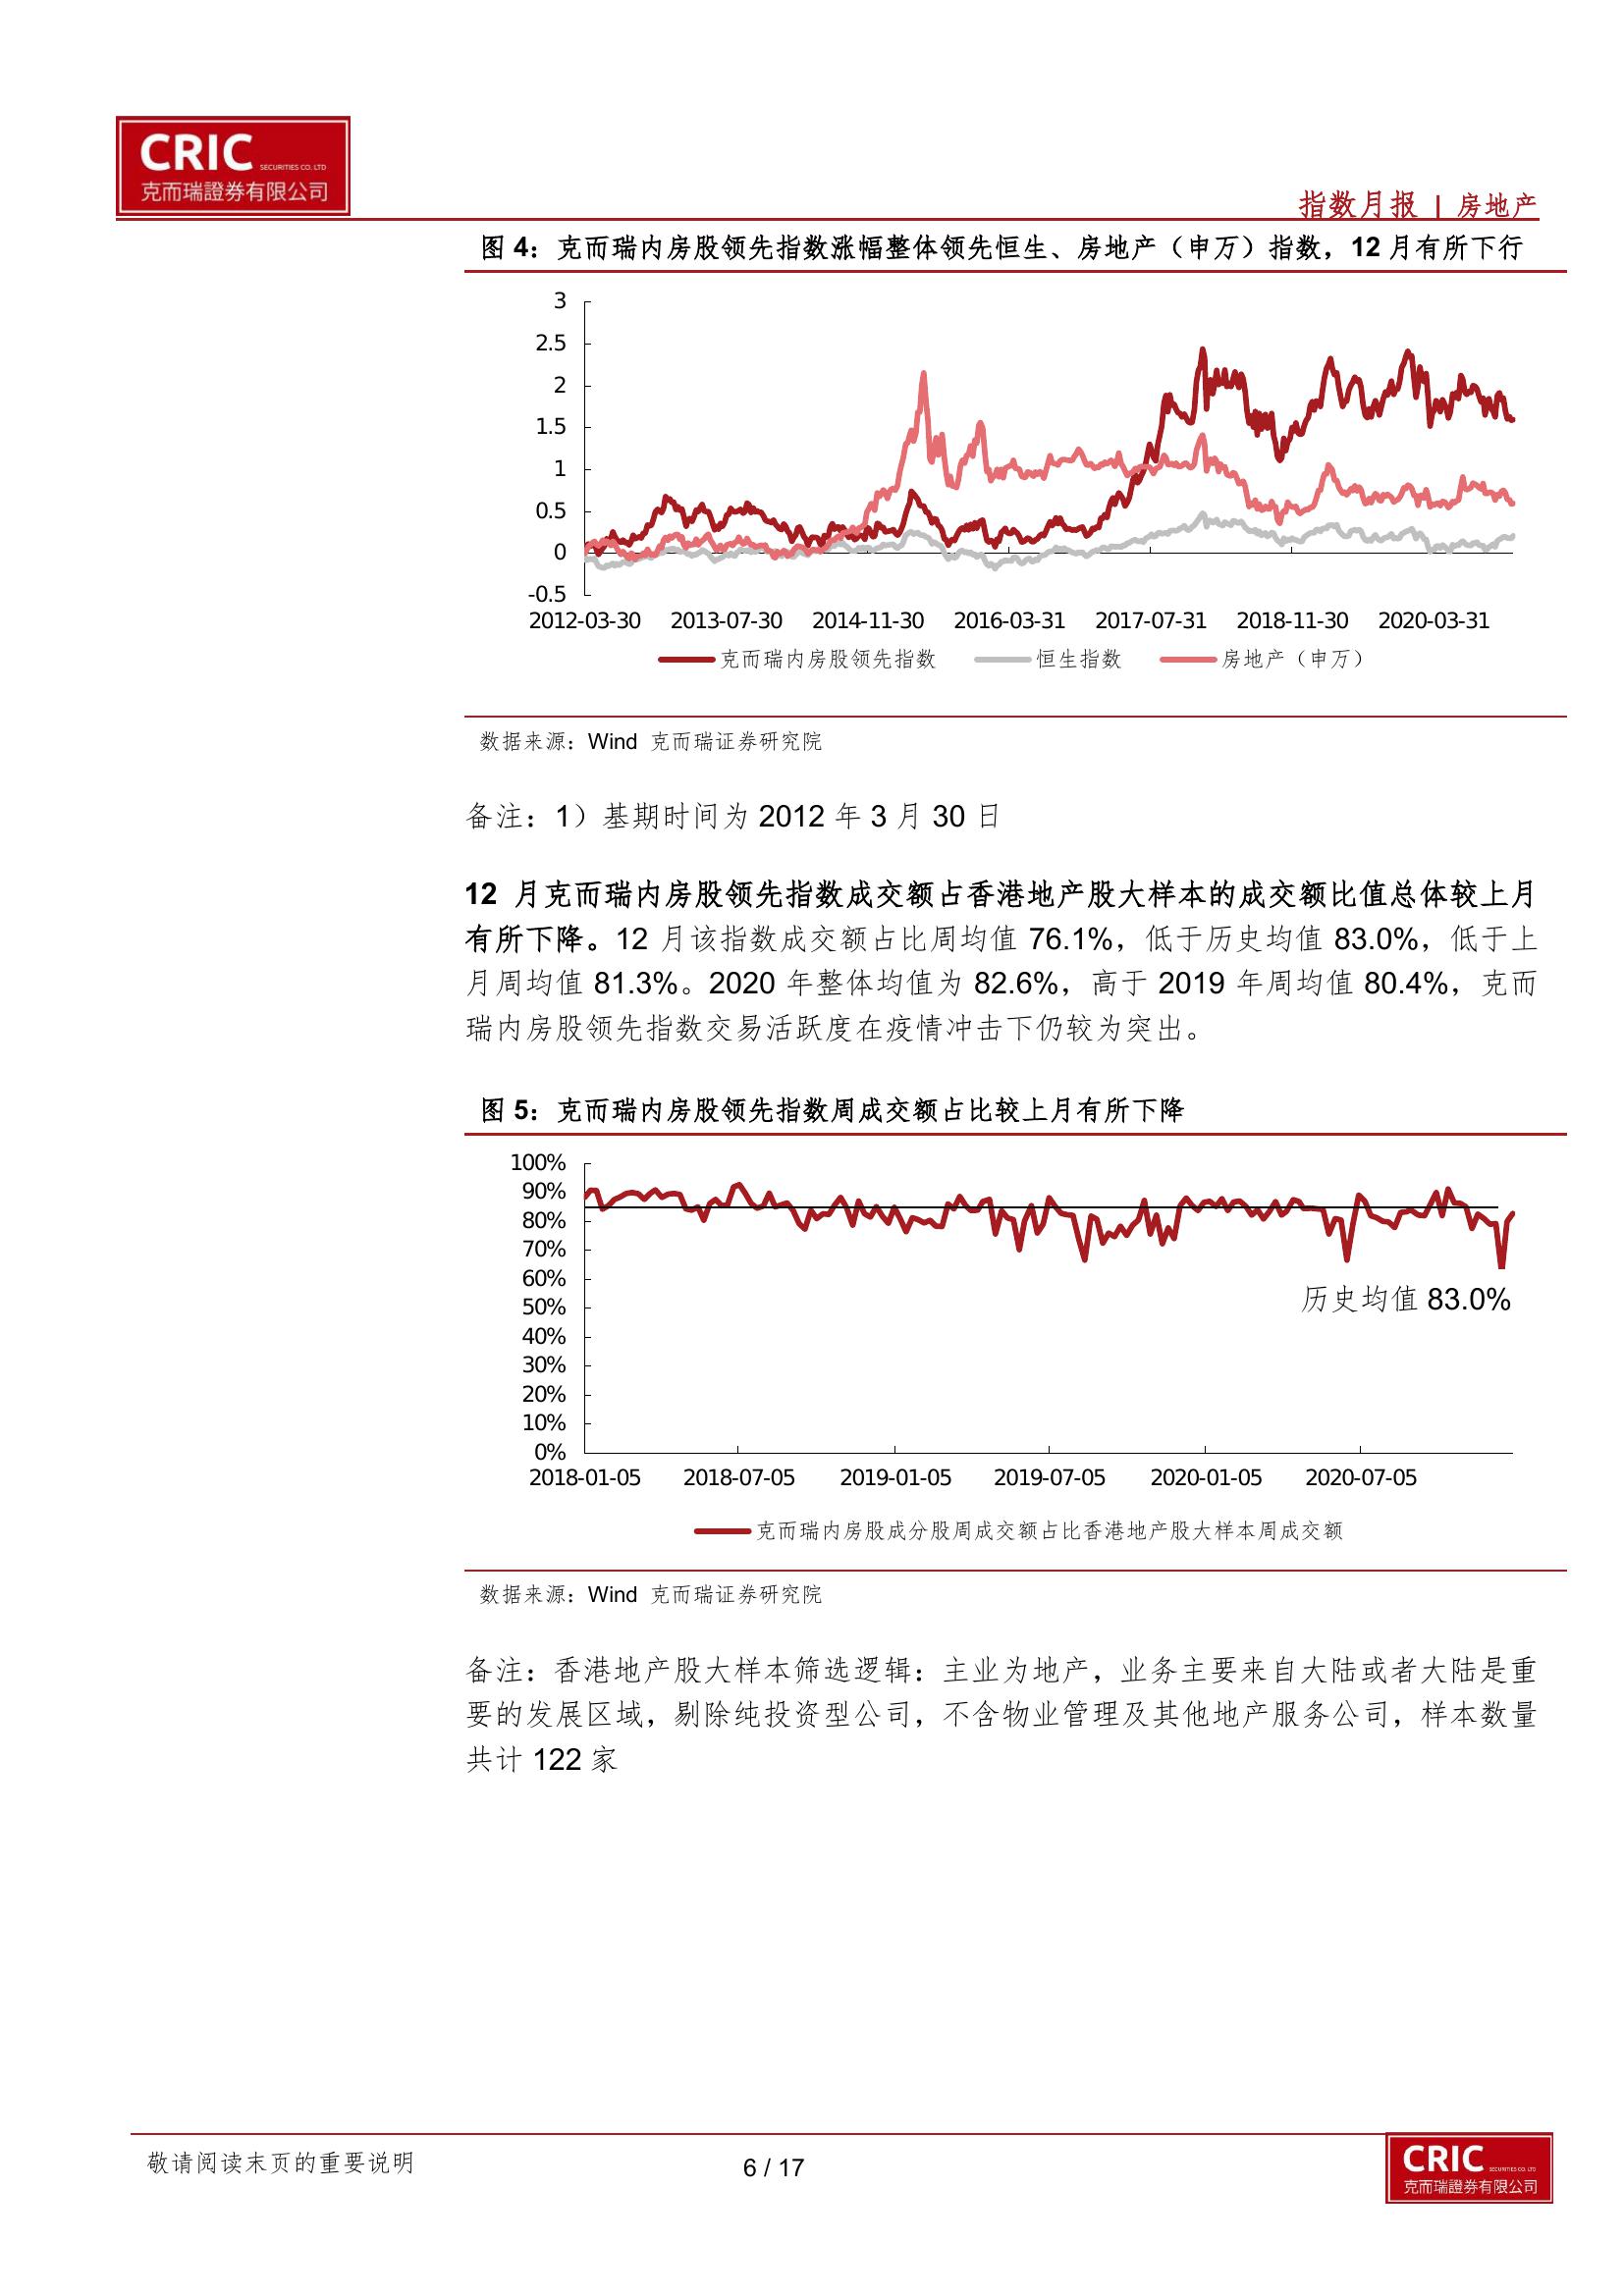 CRIC
SECURITIES CO. LTD
克而瑞證券有限公司
指数月报 | 房地产
图 4：克而瑞内房股领先指数涨幅整体领先恒生、房地产（申万）指数，12 月有所下行
3
2.5
2
1.5
1
0.5
0
-0.5
2012-03-30 2013-07-30 2014-11-30 2016-03-31 2017-07-31 2018-11-30 2020-03-31
克而瑞内房股领先指数 恒生指数 房地产（申万）
数据来源：Wind 克而瑞证券研究院
备注：1）基期时间为 2012 年 3 月 30 日
12 月克而瑞内房股领先指数成交额占香港地产股大样本的成交额比值总体较上月
有所下降。12 月该指数成交额占比周均值 76.1%，低于历史均值 83.0%，低于上
月周均值 81.3%。2020 年整体均值为 82.6%，高于 2019 年周均值 80.4%，克而
瑞内房股领先指数交易活跃度在疫情冲击下仍较为突出。
图 5：克而瑞内房股领先指数周成交额占比较上月有所下降
100%
90%
80%
70%
60%
50%
40%
30%
20%
10%
0%
历史均值 83.0%
2018-01-05 2018-07-05 2019-01-05 2019-07-05 2020-01-05 2020-07-05
克而瑞内房股成分股周成交额占比香港地产股大样本周成交额
数据来源：Wind 克而瑞证券研究院
备注：香港地产股大样本筛选逻辑：主业为地产，业务主要来自大陆或者大陆是重
要的发展区域，剔除纯投资型公司，不含物业管理及其他地产服务公司，样本数量
共计 122 家
敬请阅读末页的重要说明
6 / 17
CRIC
SECURITIES CO. LTD
克而瑞證券有限公司